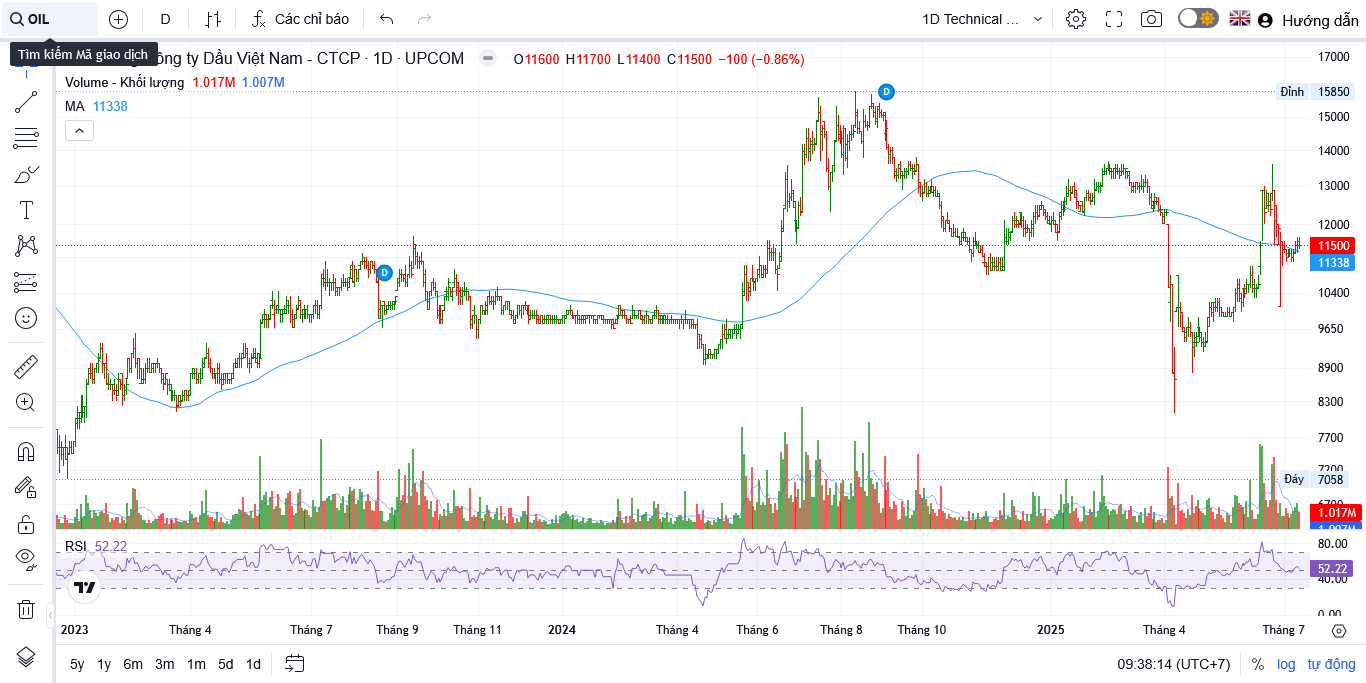 OIL
D
Các chỉ báo
1D Technical ...
Hướng dẫn
Tìm kiếm Mã giao dịch
ông ty Dầu Việt Nam - CTCP · 1D · UPCOM
O11600 H11700 L11400 C11500 −100 (−0.86%)
Volume - Khối lượng 1.017M 1.007M
MA 11338
17000
Đỉnh 15850
15000
14000
13000
12000
11500
11338
10400
9650
8900
8300
7700
7200
Đáy 7058
6700
1.017M
1.007M
D
D
RSI 52.22
80.00
52.22
40.00
0.00
2023 Tháng 4 Tháng 7 Tháng 9 Tháng 11 2024 Tháng 4 Tháng 6 Tháng 8 Tháng 10 2025 Tháng 4 Tháng 7
5y 1y 6m 3m 1m 5d 1d
09:38:14 (UTC+7) % log tự động